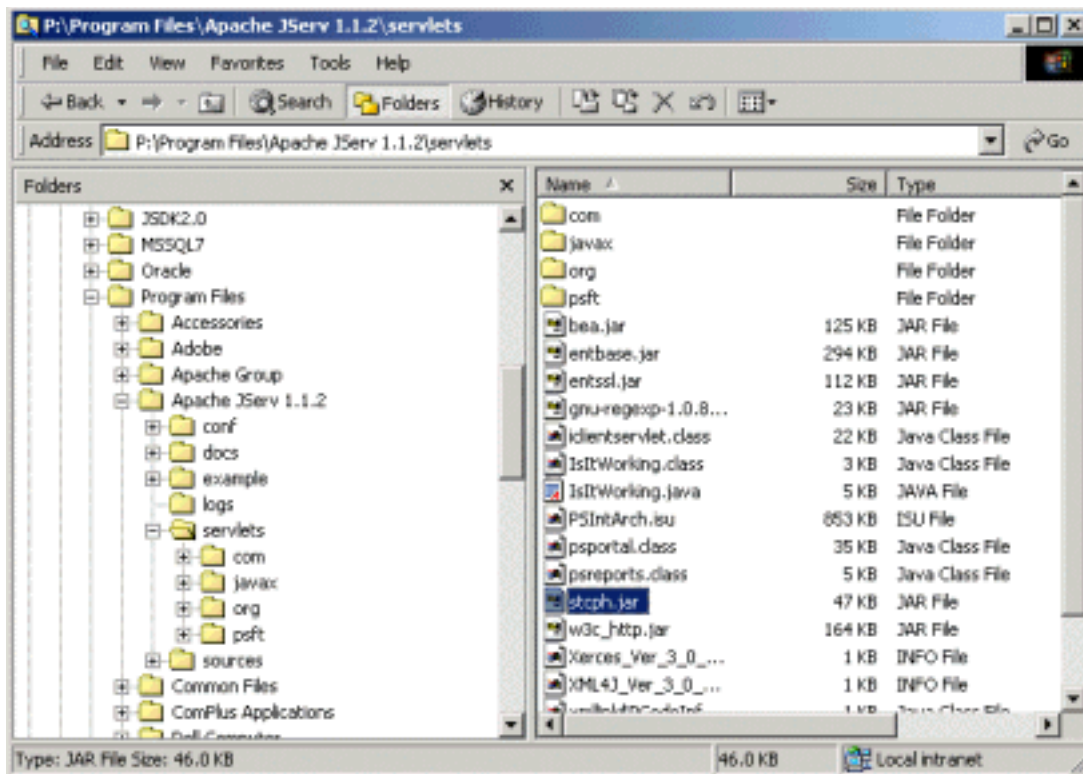 P:\Program Files\Apache JServ 1.1.2\servlets
File Edit View Favorites Tools Help
Back Search Folders History
Address P:\Program Files\Apache JServ 1.1.2\servlets Go
Folders
JSDK2.0
MSSQL7
Oracle
Program Files
Accessories
Adobe
Apache Group
Apache JServ 1.1.2
conf
docs
example
logs
servlets
com
javax
org
psft
sources
Common Files
ComPlus Applications
Dell Computer
Name Size Type
com File Folder
javax File Folder
org File Folder
psft File Folder
bea.jar 125 KB JAR File
entbase.jar 294 KB JAR File
entssl.jar 112 KB JAR File
gnu-regexp-1.0.8... 23 KB JAR File
iclientservlet.class 22 KB Java Class File
IsItWorking.class 3 KB Java Class File
IsItWorking.java 5 KB JAVA File
PSIntArch.isu 853 KB ISU File
psportal.class 35 KB Java Class File
psreports.class 5 KB Java Class File
stcph.jar 47 KB JAR File
w3c_http.jar 164 KB JAR File
Xerces_Ver_3_0_... 1 KB INFO File
XML4J_Ver_3_0_... 1 KB INFO File
1 KB Java Class File
Type: JAR File Size: 46.0 KB 46.0 KB Local intranet